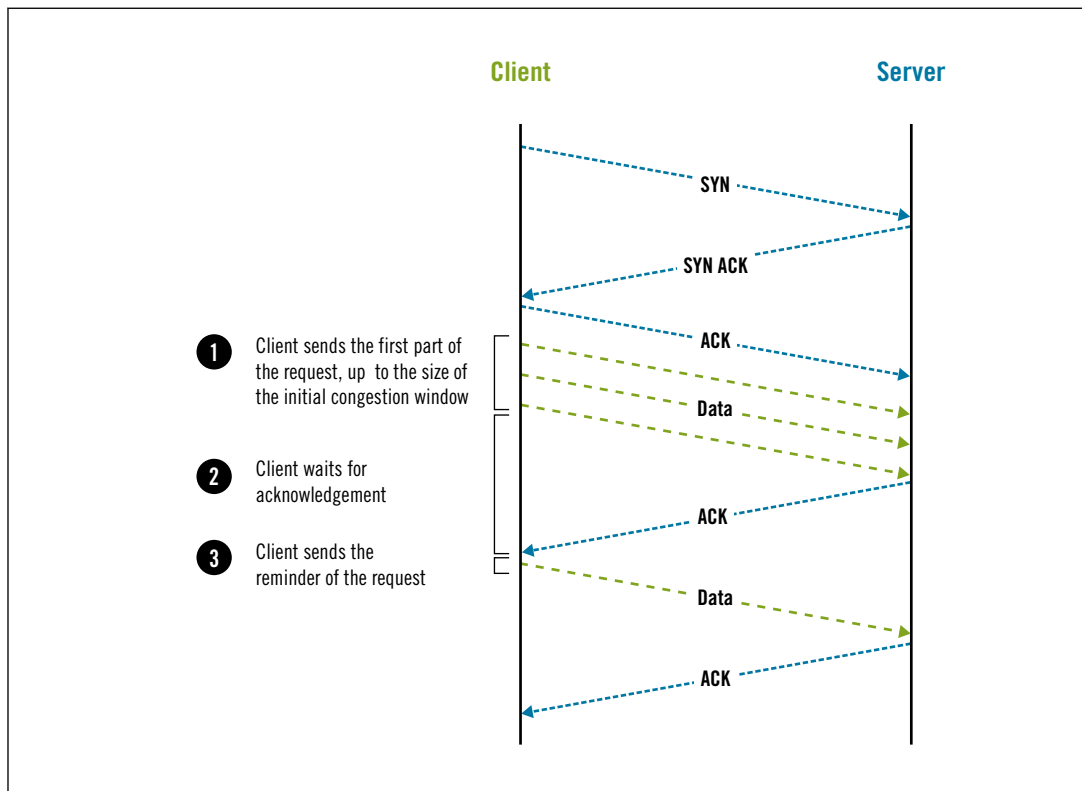 Client
Server
SYN
SYN ACK
ACK
1
Client sends the first part of
the request, up to the size of
the initial congestion window
Data
2
Client waits for
acknowledgement
ACK
3
Client sends the
reminder of the request
Data
ACK